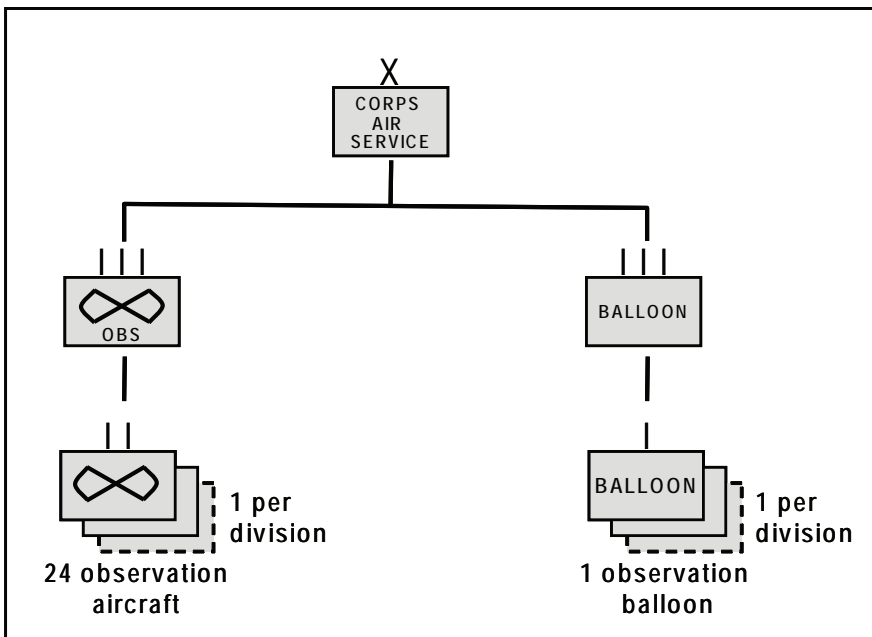 X
CORPS
AIR
SERVICE
OBS
BALLOON
BALLOON
1 per
division
1 per
division
24 observation
aircraft
1 observation
balloon